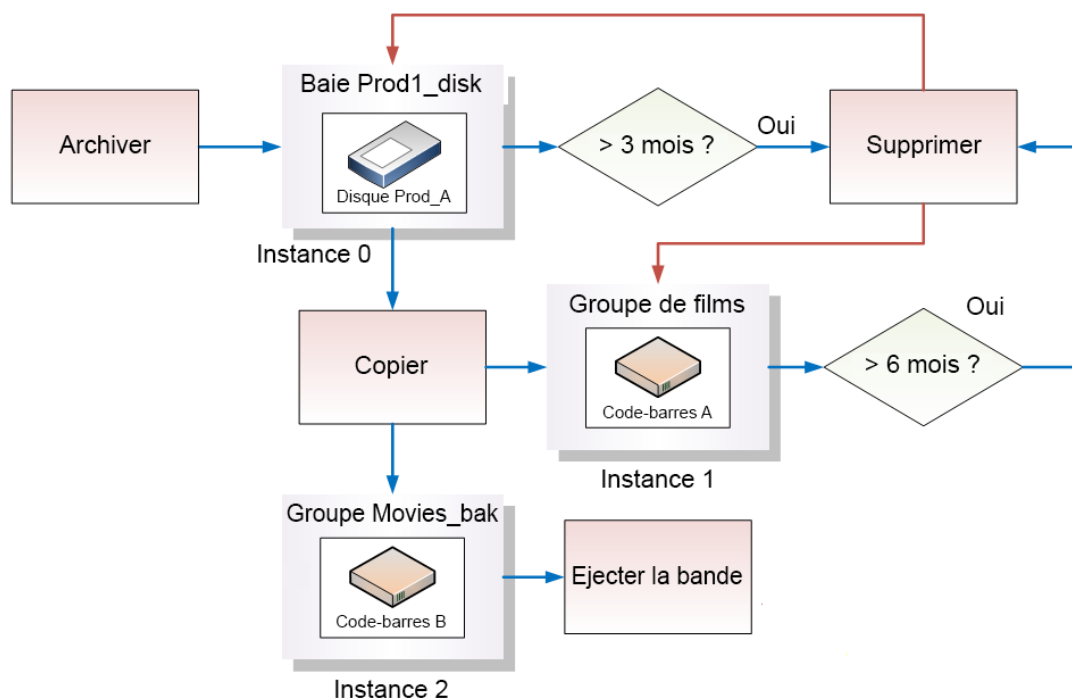 Archiver
Baie Prod1_disk
Disque Prod_A
Instance 0
> 3 mois ?
Oui
Supprimer
Copier
Groupe de films
Code-barres A
Instance 1
> 6 mois ?
Oui
Groupe Movies_bak
Code-barres B
Instance 2
Ejecter la bande